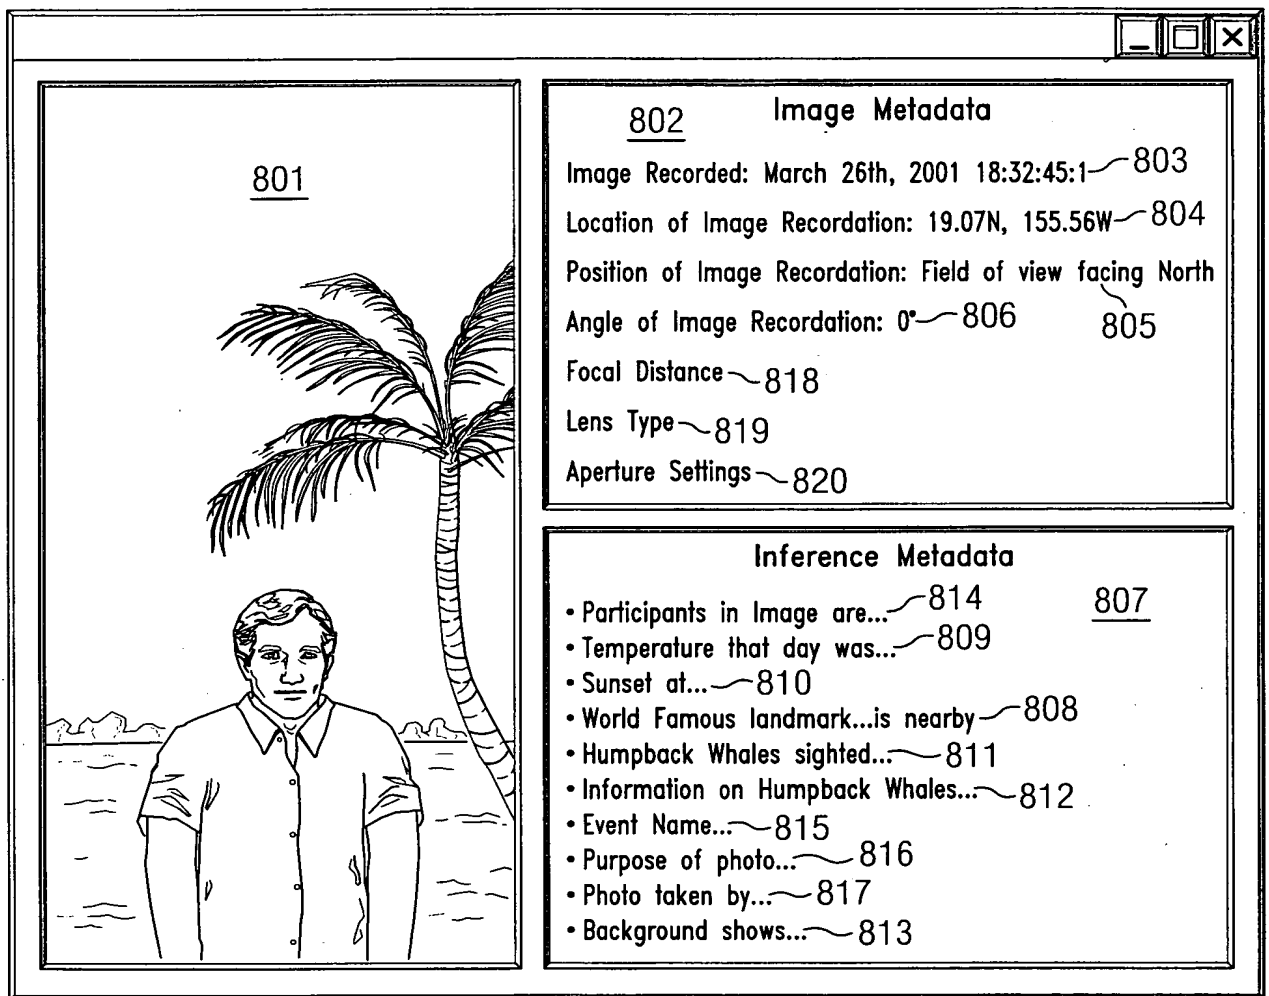 801
802 Image Metadata
Image Recorded: March 26th, 2001 18:32:45:1 803
Location of Image Recordation: 19.07N, 155.56W 804
Position of Image Recordation: Field of view facing North
805
Angle of Image Recordation: 0° 806
Focal Distance 818
Lens Type 819
Aperture Settings 820
Inference Metadata
807
• Participants in Image are... 814
• Temperature that day was... 809
• Sunset at... 810
• World Famous landmark...is nearby 808
• Humpback Whales sighted... 811
• Information on Humpback Whales... 812
• Event Name... 815
• Purpose of photo... 816
• Photo taken by... 817
• Background shows... 813